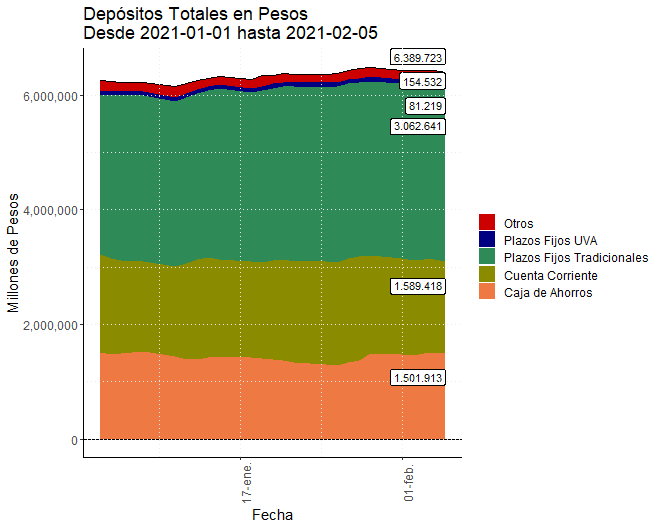 Depósitos Totales en Pesos
Desde 2021-01-01 hasta 2021-02-05
Millones de Pesos
6,000,000
4,000,000
2,000,000
0
6.389.723
154.532
81.219
3.062.641
1.589.418
1.501.913
17-ene.
01-feb.
Fecha
Otros
Plazos Fijos UVA
Plazos Fijos Tradicionales
Cuenta Corriente
Caja de Ahorros